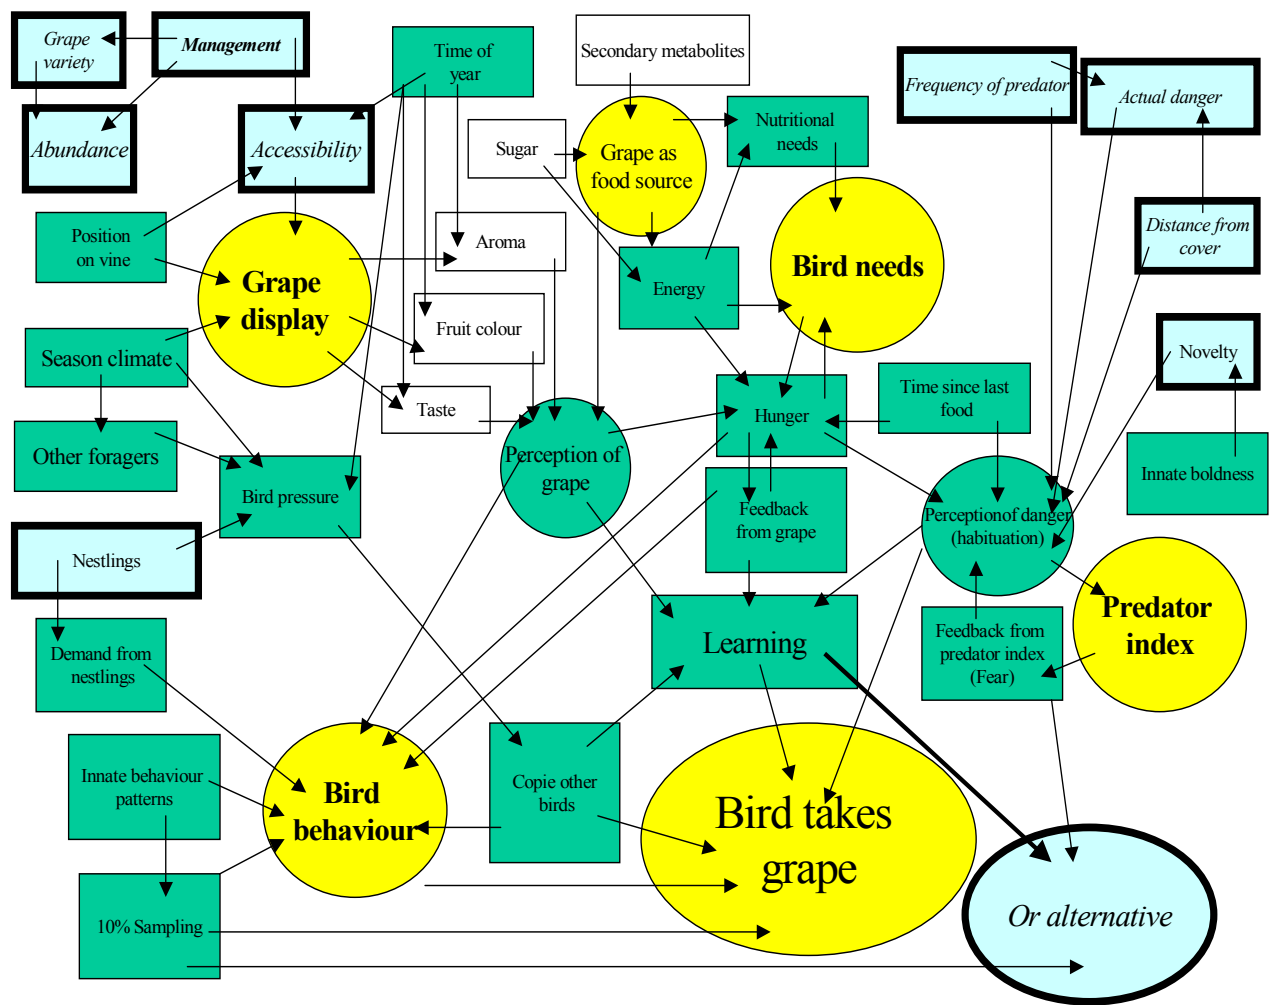 Grape
variety
Management
Time of
year
Secondary metabolites
Frequency of predator
Actual danger
Abundance
Accessibility
Sugar
Grape as
food source
Nutritional
needs
Position
on vine
Aroma
Distance from
cover
Grape
display
Energy
Bird needs
Season climate
Fruit colour
Novelty
Taste
Hunger
Time since last
food
Other foragers
Bird pressure
Perception of
grape
Feedback
from grape
Perceptionof danger
(habituation)
Innate boldness
Nestlings
Demand from
nestlings
Learning
Feedback from
predator index
(Fear)
Predator
index
Innate behaviour
patterns
Bird
behaviour
Copie other
birds
Bird takes
grape
10% Sampling
Or alternative